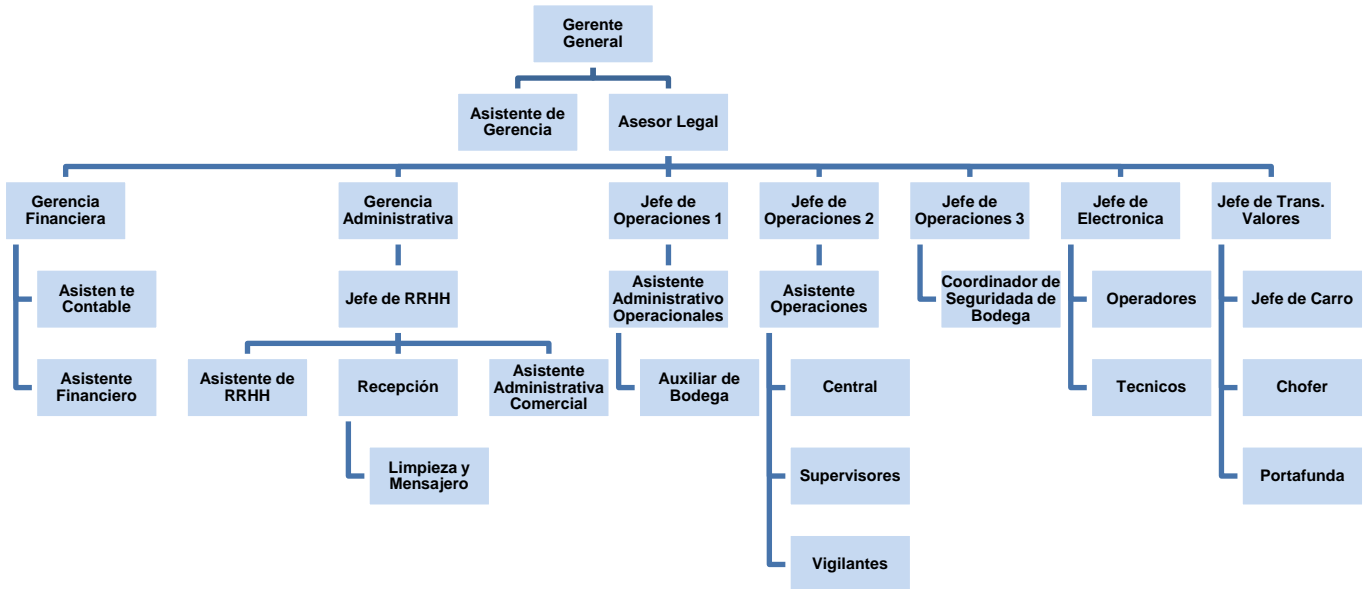 Gerente
General
Asistente de
Gerencia
Asesor Legal
Gerencia
Financiera
Gerencia
Administrativa
Jefe de
Operaciones 1
Jefe de
Operaciones 2
Jefe de
Operaciones 3
Jefe de
Electronica
Jefe de Trans.
Valores
Asisten te
Contable
Jefe de RRHH
Asistente
Administrativo
Operacionales
Asistente
Operaciones
Coordinador de
Seguridada de
Bodega
Operadores
Jefe de Carro
Asistente
Financiero
Asistente de
RRHH
Recepción
Asistente
Administrativa
Comercial
Auxiliar de
Bodega
Central
Tecnicos
Chofer
Limpieza y
Mensajero
Supervisores
Portafunda
Vigilantes